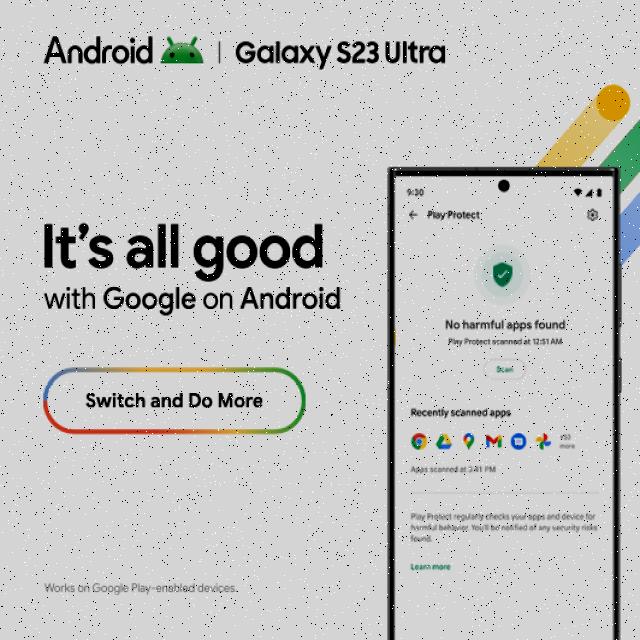 Android | Galaxy S23 Ultra
It's all good
with Google on Android
Switch and Do More
Works on Google Play-enabled devices.
9:30
Play Protect
No harmful apps found
Play Protect scanned at 12:51 AM
Scan
Recently scanned apps
more
Apps scanned at 3:41 PM
Play Protect regularly checks your apps and device for
harmful behavior. You'll be notified of any security risks
found.
Learn more